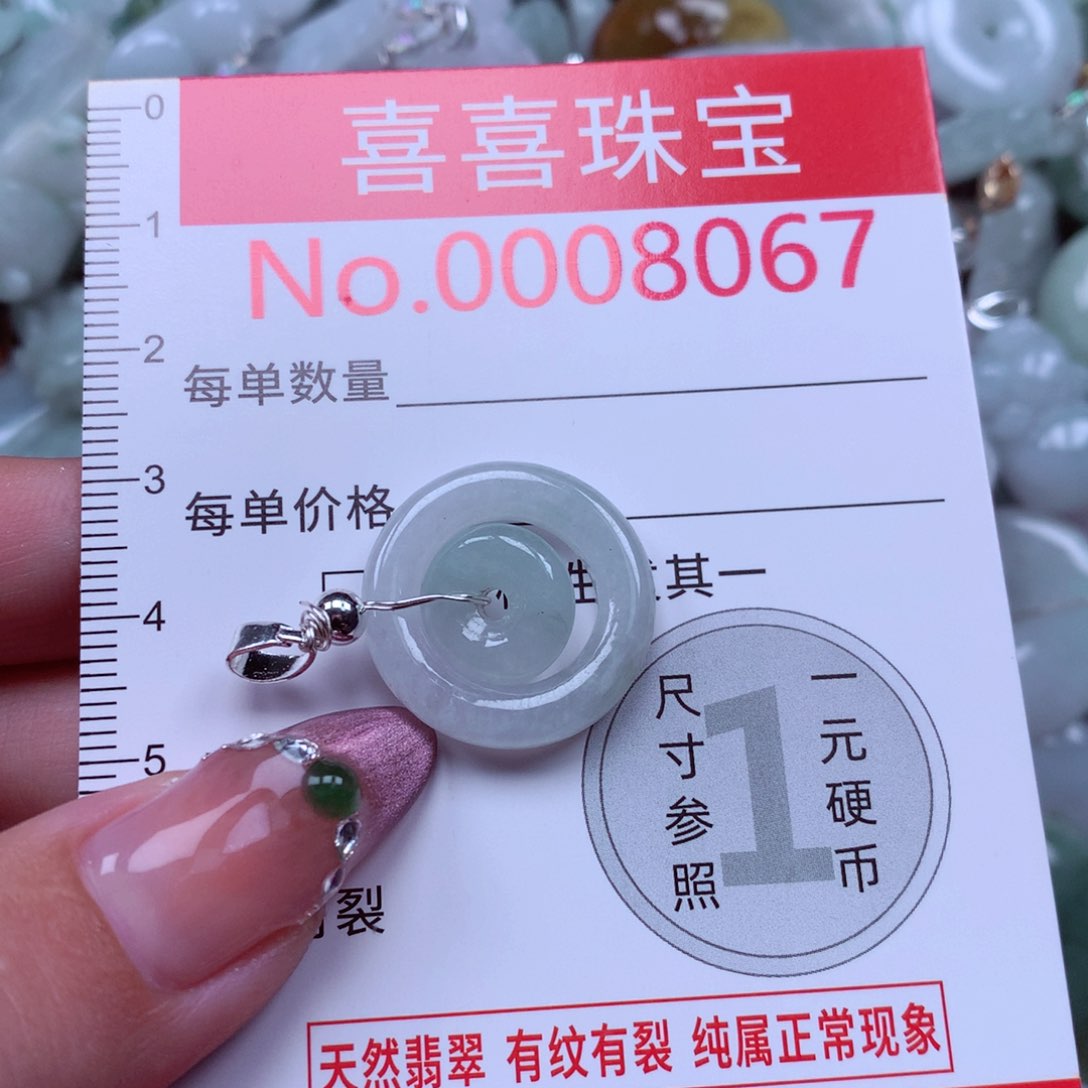 喜喜珠宝
No.0008067
0
1
2
3
4
5
每单数量
每单价格
其一
尺寸参照
1
一元硬币
裂
天然翡翠 有纹有裂 纯属正常现象